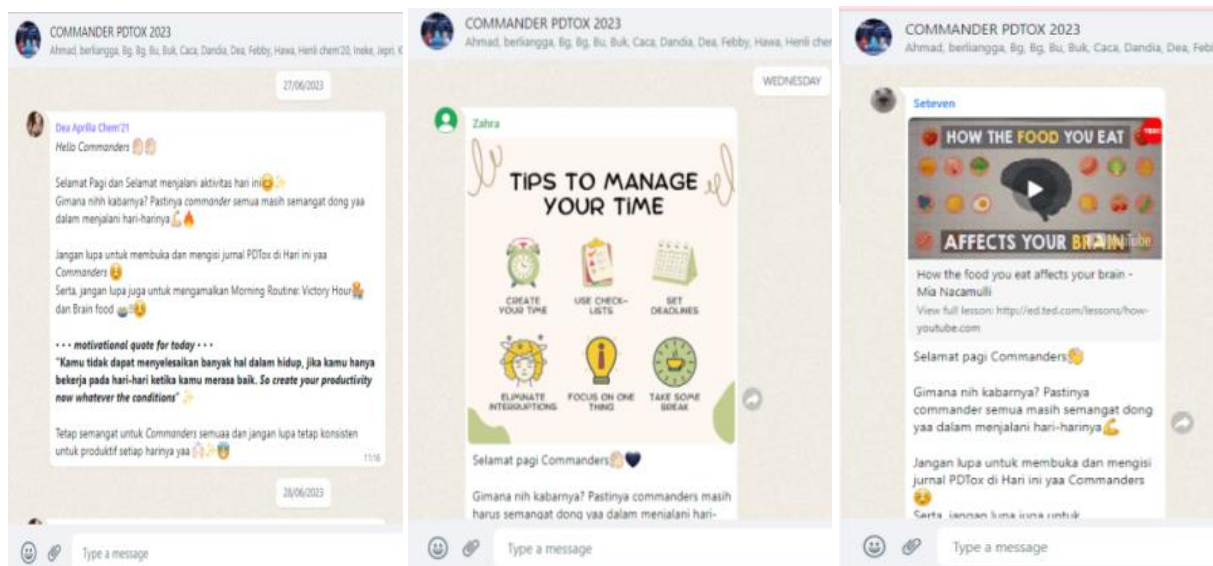 COMMANDER PDTOX 2023
Ahmad, berliangga, Bg, Bg, Bu, Buk, Caca, Dandia, Dea, Febby, Hawa, Henli chem'20, Ineke, Jepri,
27/06/2023
Dea Aprilia Chem'21
Hello Commanders
Selamat Pagi dan Selamat menjalani aktivitas hari ini
Gimana nihh kabarnya? Pastinya commander semua masih semangat dong yaa
dalam menjalani hari-harinya
Jangan lupa untuk membuka dan mengisi jurnal PDTox di Hari ini yaa
Commanders
Serta, jangan lupa juga untuk mengamalkan Morning Routine: Victory Hour
dan Brain food
• • • motivational quote for today • • •
"Kamu tidak dapat menyelesaikan banyak hal dalam hidup, jika kamu hanya
bekerja pada hari-hari ketika kamu merasa baik. So create your productivity
now whatever the conditions"
Tetap semangat untuk Commanders semuaa dan jangan lupa tetap konsisten
untuk produktif setiap harinya yaa
11:16
28/06/2023
Type a message
COMMANDER PDTOX 2023
Ahmad, berliangga, Bg, Bg, Bu, Buk, Caca, Dandia, Dea, Febby, Hawa, Henli cher
WEDNESDAY
Zahra
TIPS TO MANAGE
YOUR TIME
CREATE YOUR TIME
USE CHECK-LISTS
SET DEADLINES
ELIMINATE INTERRUPTIONS
FOCUS ON ONE THING
TAKE SOME BREAK
Selamat pagi Commanders
Gimana nih kabarnya? Pastinya commanders masih
harus semangat dong yaa dalam menjalani hari-
Type a message
COMMANDER PDTOX 2023
Ahmad, berliangga, Bg, Bg, Bu, Buk, Caca, Dandia, Dea, Feb
Seteven
HOW THE FOOD YOU EAT
AFFECTS YOUR BRAIN
How the food you eat affects your brain -
Mia Nacamulli
View full lesson: http://ed.ted.com/lessons/how-
youtube.com
Selamat pagi Commanders
Gimana nih kabarnya? Pastinya
commander semua masih semangat dong
yaa dalam menjalani hari-harinya
Jangan lupa untuk membuka dan mengisi
jurnal PDTox di Hari ini yaa Commanders
Serta, jangan lupa juga untuk
Type a message